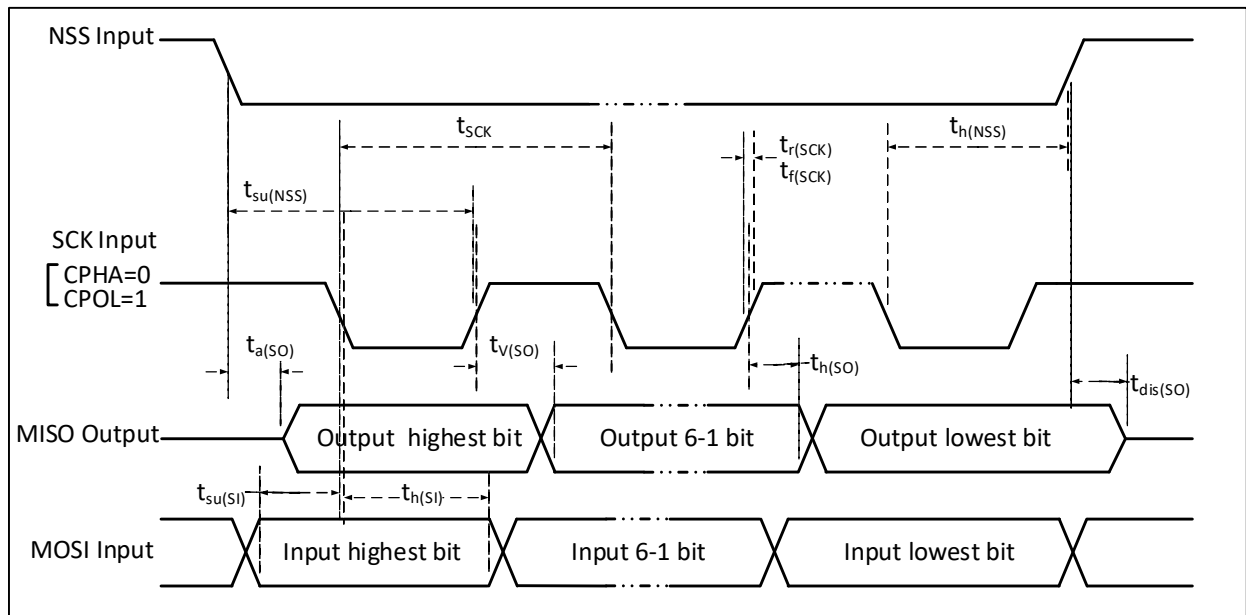 NSS Input
tSCK
th(NSS)
tr(SCK)
tf(SCK)
tsu(NSS)
SCK Input
CPHA=0
CPOL=1
ta(SO)
tV(SO)
th(SO)
tdis(SO)
MISO Output
Output highest bit
Output 6-1 bit
Output lowest bit
tsu(SI)
th(SI)
MOSI Input
Input highest bit
Input 6-1 bit
Input lowest bit